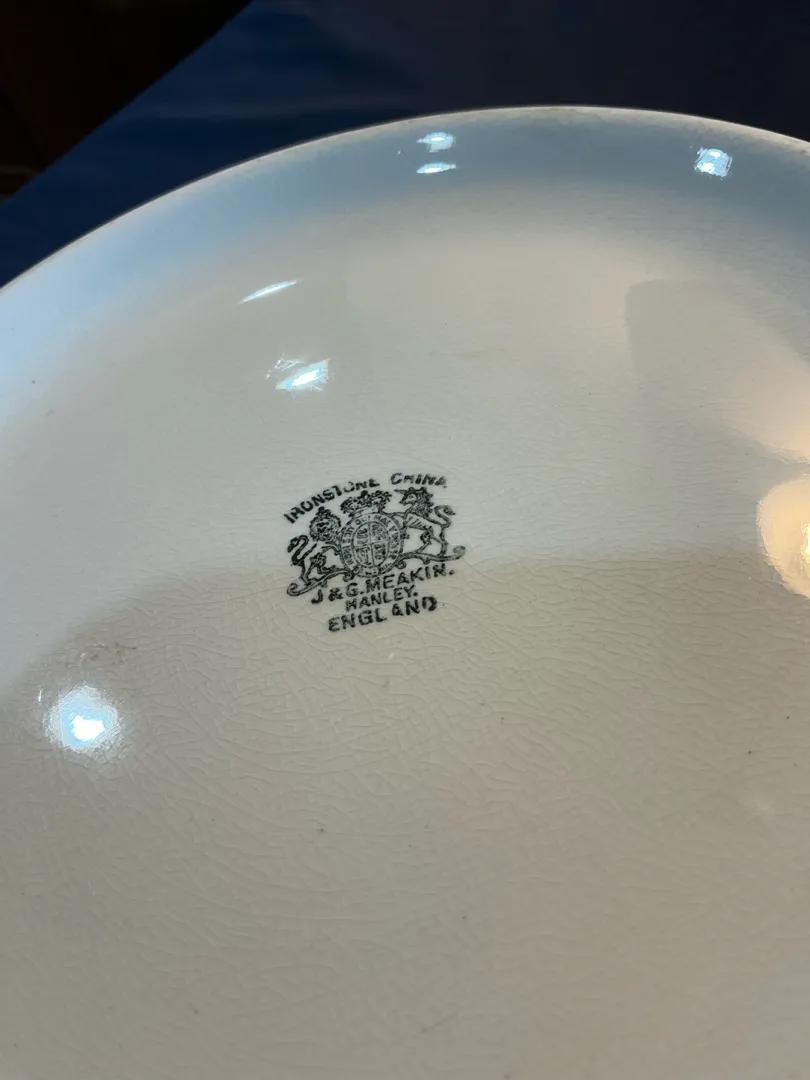 IRONSTONE CHINA
J & G. MEAKIN.
HANLEY.
ENGLAND